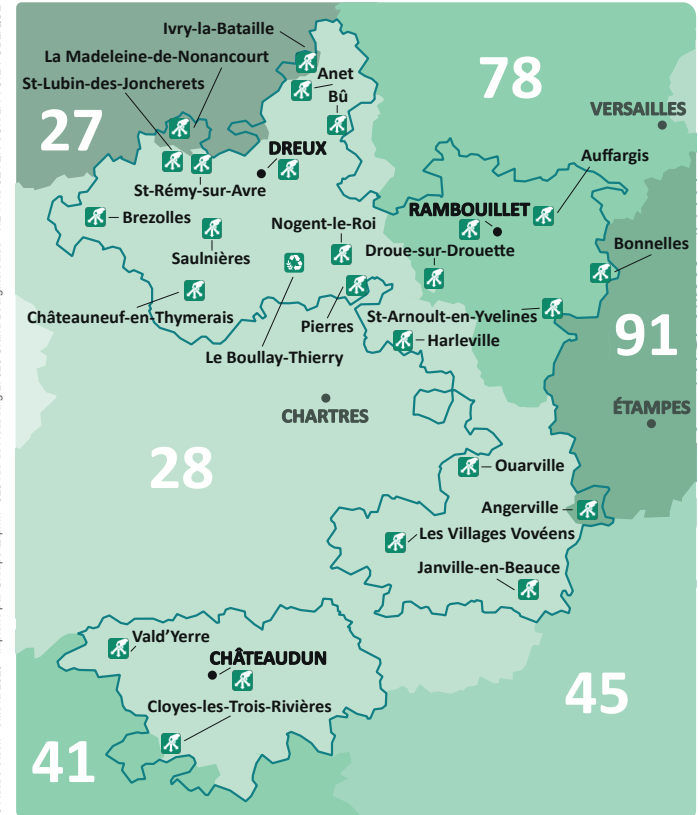 Ivry-la-Bataille
La Madeleine-de-Nonancourt
St-Lubin-des-Joncherets
Anet
Bû
27
78
VERSAILLES
DREUX
Auffargis
St-Rémy-sur-Avre
RAMBOUILLET
Brezolles
Nogent-le-Roi
Saulnières
Droue-sur-Drouette
Bonnelles
Châteauneuf-en-Thymerais
Pierres
St-Arnoult-en-Yvelines
Harleville
91
Le Boullay-Thierry
CHARTRES
ÉTAMPES
28
Ouarville
Angerville
Les Villages Vovéens
Janville-en-Beauce
Vald'Yerre
CHÂTEAUDUN
Cloyes-les-Trois-Rivières
45
41